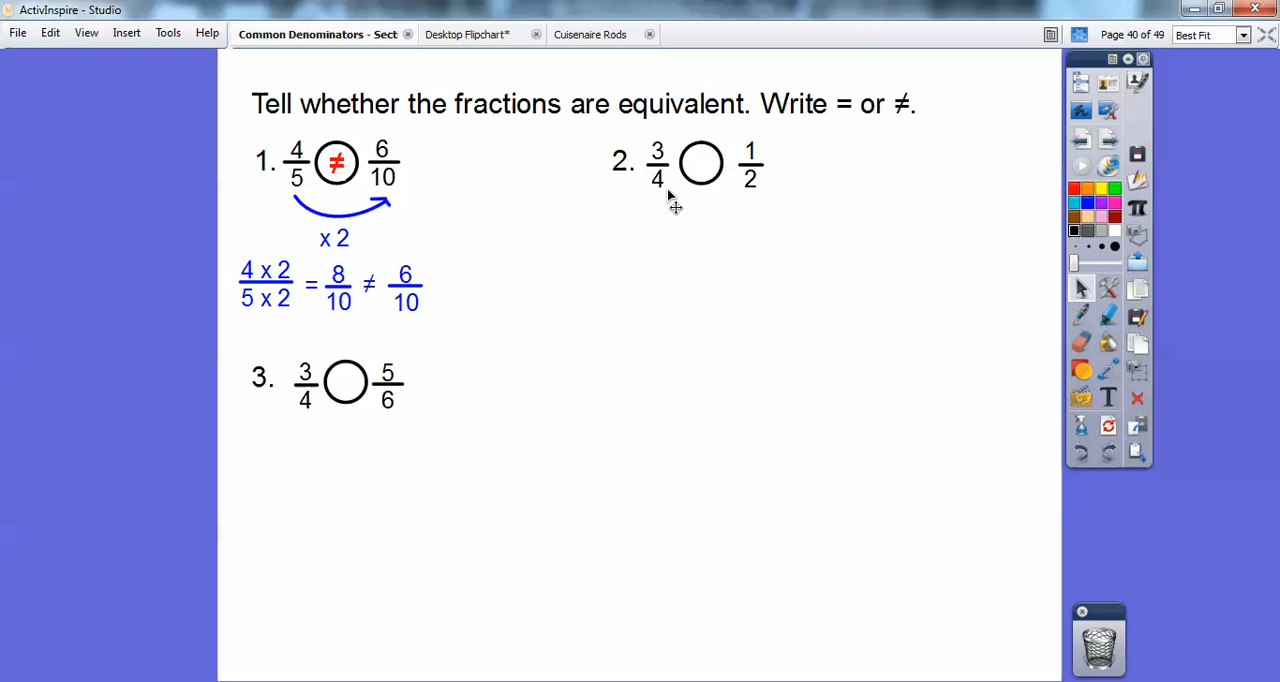 ActivInspire - Studio
File Edit View Insert Tools Help
Common Denominators - Sect
Desktop Flipchart*
Cuisenaire Rods
Page 40 of 49
Best Fit
Tell whether the fractions are equivalent. Write = or ≠.
1. 4/5 ≠ 6/10
x 2
4 x 2 / 5 x 2 = 8/10 ≠ 6/10
2. 3/4 1/2
3. 3/4 5/6